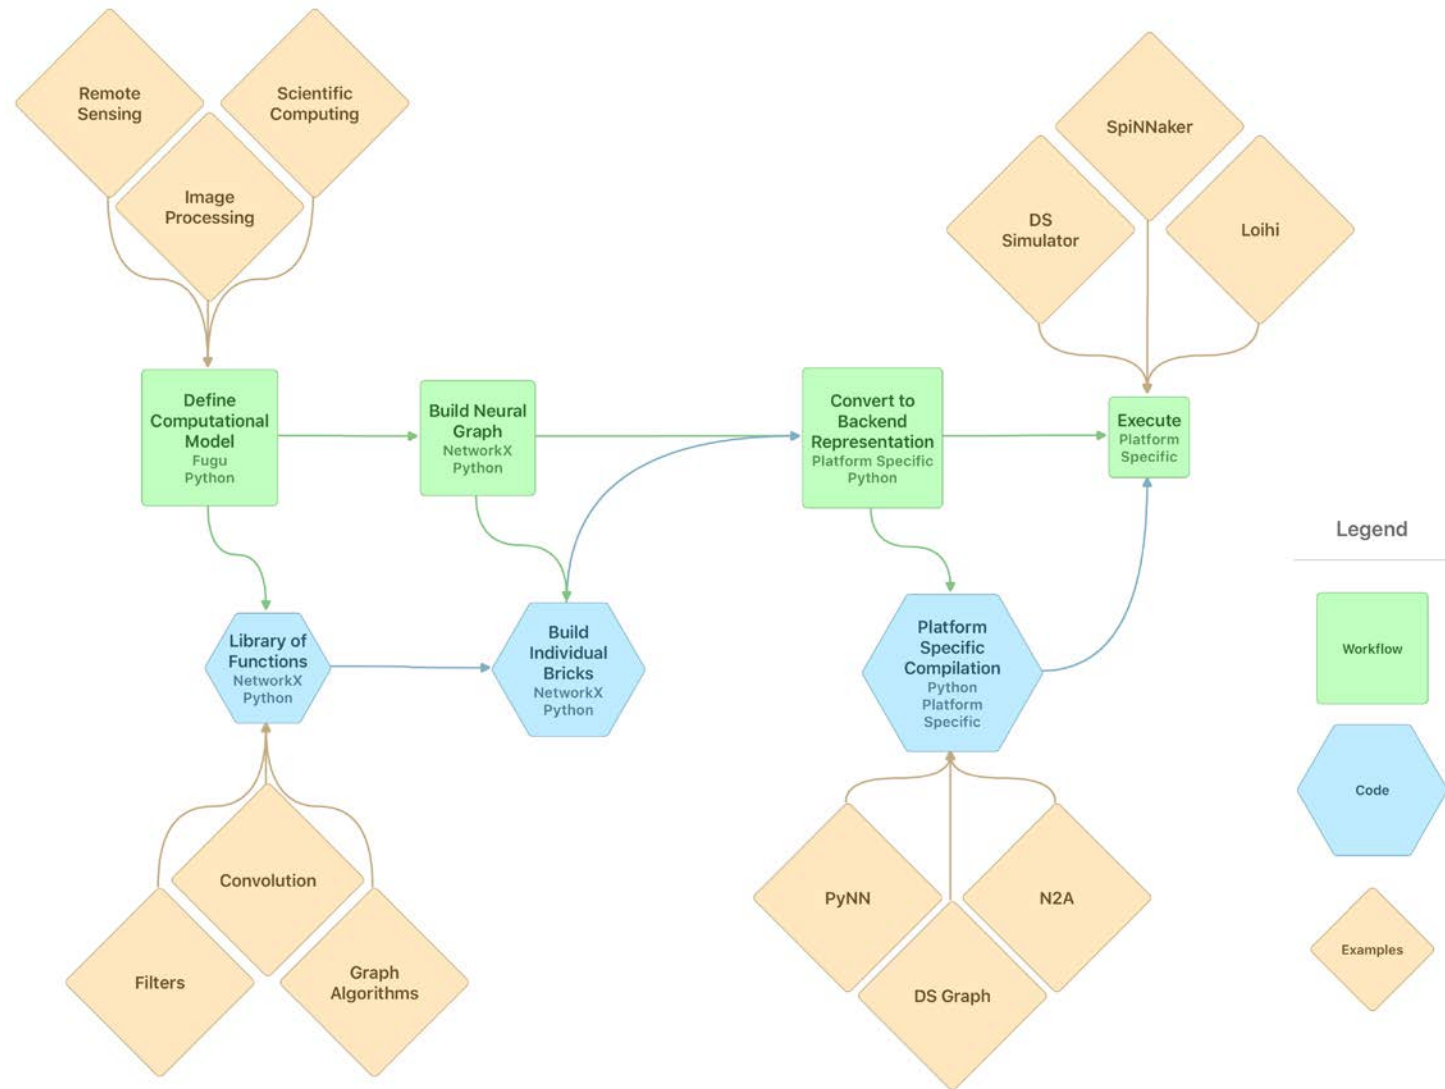 Remote
Sensing
Scientific
Computing
Image
Processing
SpiNNaker
DS
Simulator
Loihi
Define
Computational
Model
Fugu
Python
Build Neural
Graph
NetworkX
Python
Convert to
Backend
Representation
Platform Specific
Python
Execute
Platform
Specific
Legend
Workflow
Code
Examples
Library of
Functions
NetworkX
Python
Build
Individual
Bricks
NetworkX
Python
Platform
Specific
Compilation
Python
Platform
Specific
Convolution
Filters
Graph
Algorithms
PyNN
N2A
DS Graph